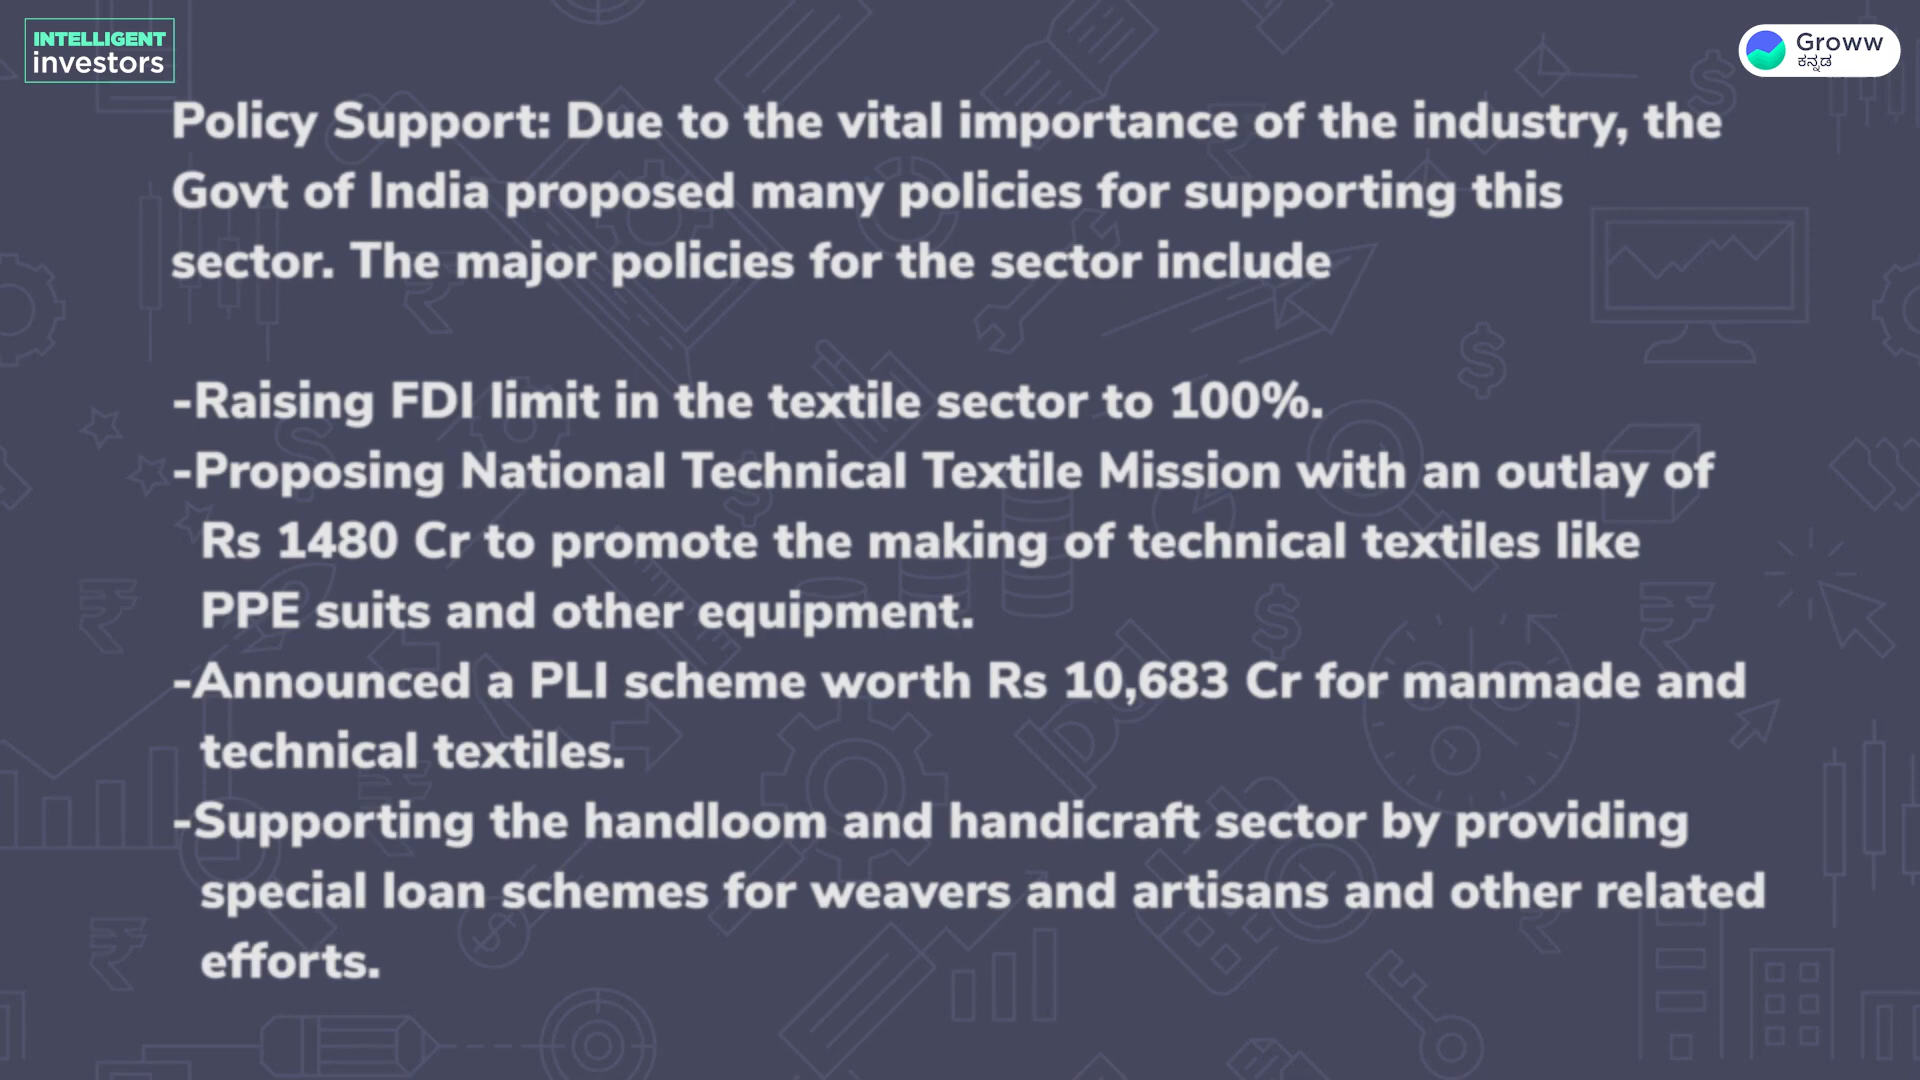 INTELLIGENT
investors
Groww
ಕನ್ನಡ
Policy Support: Due to the vital importance of the industry, the
Govt of India proposed many policies for supporting this
sector. The major policies for the sector include
-Raising FDI limit in the textile sector to 100%.
-Proposing National Technical Textile Mission with an outlay of
Rs 1480 Cr to promote the making of technical textiles like
PPE suits and other equipment.
-Announced a PLI scheme worth Rs 10,683 Cr for manmade and
technical textiles.
-Supporting the handloom and handicraft sector by providing
special loan schemes for weavers and artisans and other related
efforts.